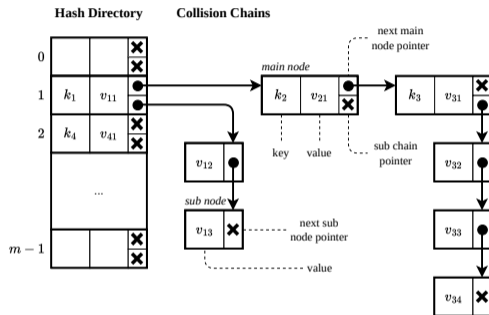 Hash Directory
Collision Chains
next main
node pointer
main node
0
1
k₁
v₁₁
k₂
v₂₁
k₃
v₃₁
2
k₄
v₄₁
key
value
sub chain
pointer
v₁₂
v₃₂
...
sub node
v₁₃
next sub
node pointer
v₃₃
m − 1
value
v₃₄